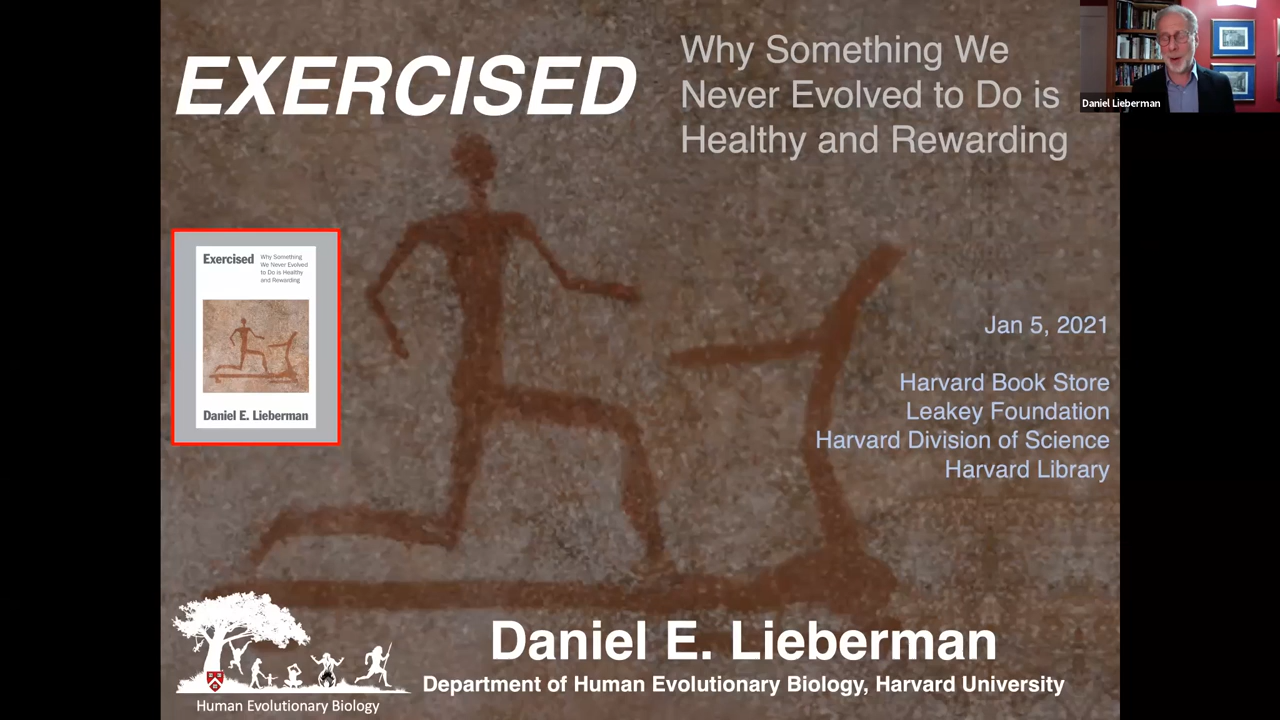 EXERCISED
Why Something We
Never Evolved to Do is
Healthy and Rewarding
Daniel Lieberman
Exercised
Why Something
We Never Evolved
to Do is Healthy
and Rewarding
Daniel E. Lieberman
Jan 5, 2021
Harvard Book Store
Leakey Foundation
Harvard Division of Science
Harvard Library
Daniel E. Lieberman
Department of Human Evolutionary Biology, Harvard University
Human Evolutionary Biology